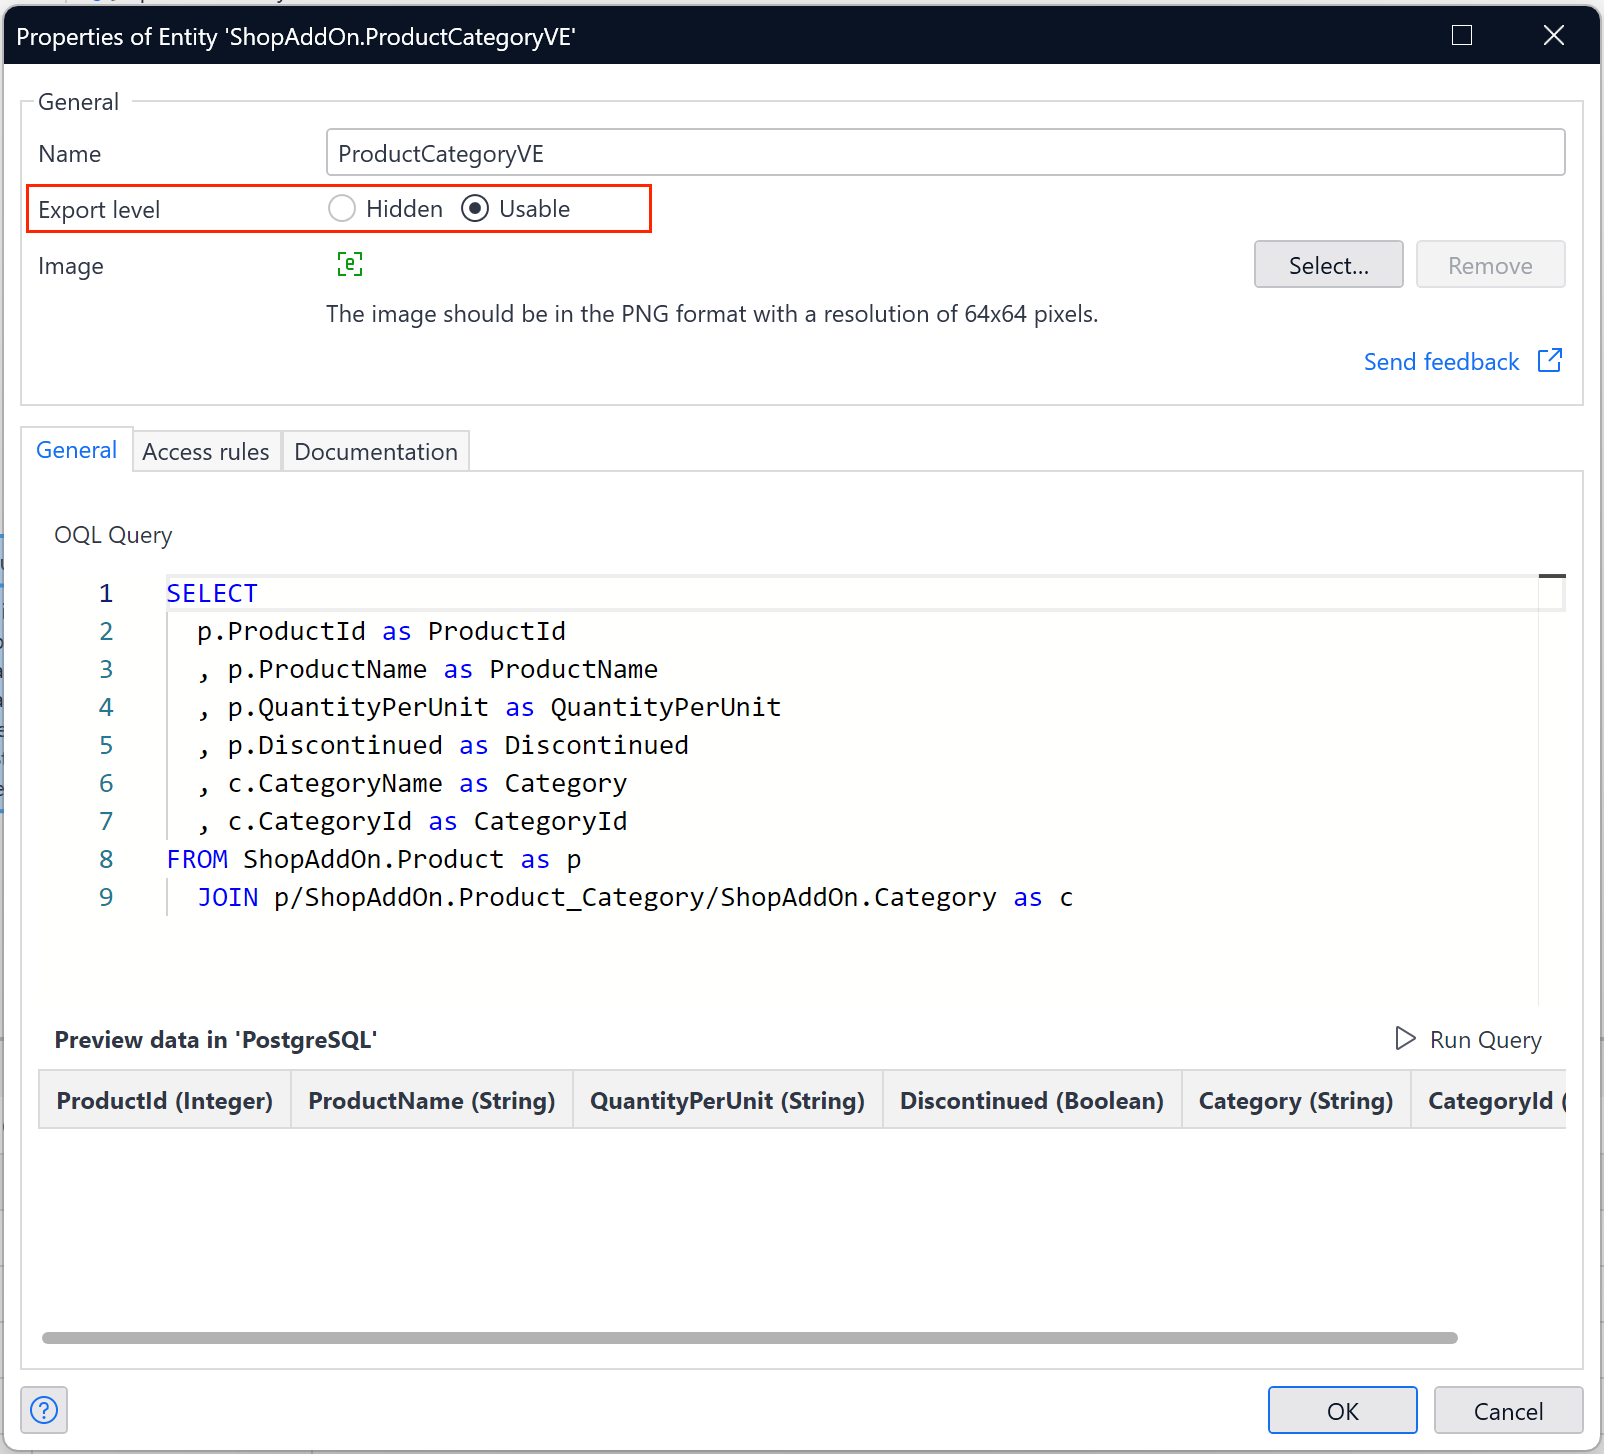 Properties of Entity 'ShopAddOn.ProductCategoryVE'
General
Name ProductCategoryVE
Export level Hidden Usable
Image Select... Remove
The image should be in the PNG format with a resolution of 64x64 pixels.
Send feedback
General Access rules Documentation
OQL Query
1 SELECT
2 p.ProductId as ProductId
3 , p.ProductName as ProductName
4 , p.QuantityPerUnit as QuantityPerUnit
5 , p.Discontinued as Discontinued
6 , c.CategoryName as Category
7 , c.CategoryId as CategoryId
8 FROM ShopAddOn.Product as p
9 JOIN p/ShopAddOn.Product_Category/ShopAddOn.Category as c
Preview data in 'PostgreSQL' Run Query
ProductId (Integer) ProductName (String) QuantityPerUnit (String) Discontinued (Boolean) Category (String) CategoryId (
OK Cancel